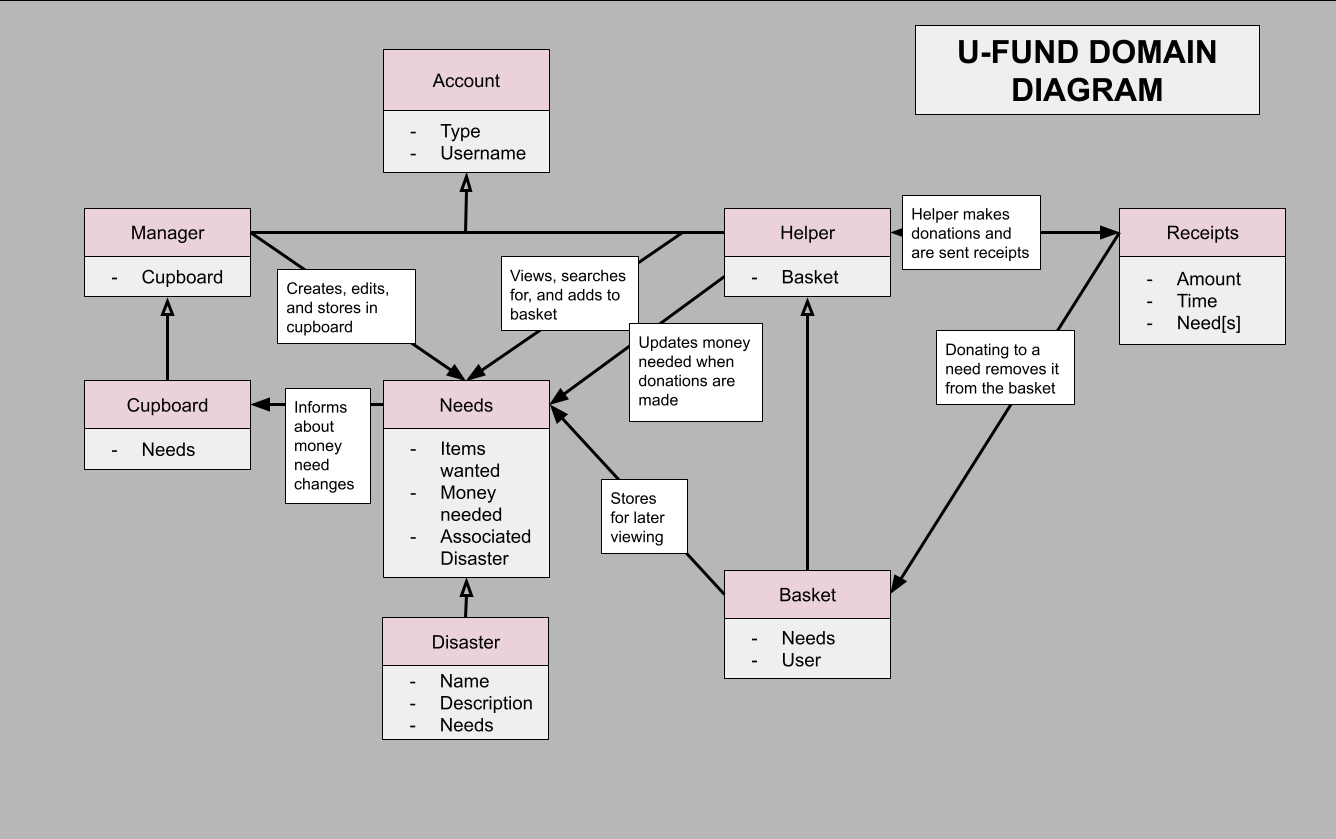 U-FUND DOMAIN
DIAGRAM
Account
- Type
- Username
Manager
- Cupboard
Helper
- Basket
Helper makes
donations and
are sent receipts
Receipts
- Amount
- Time
- Need[s]
Creates, edits,
and stores in
cupboard
Views, searches
for, and adds to
basket
Updates money
needed when
donations are
made
Donating to a
need removes it
from the basket
Cupboard
- Needs
Informs
about
money
need
changes
Needs
- Items
wanted
- Money
needed
- Associated
Disaster
Stores
for later
viewing
Basket
- Needs
- User
Disaster
- Name
- Description
- Needs